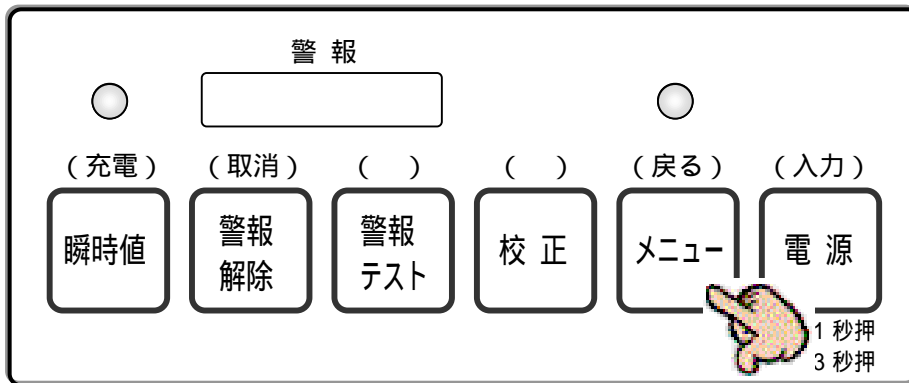 警 報
(充電) (取消) ( ) ( ) (戻る) (入力)
瞬時値 警報解除 警報テスト 校 正 メニュー 電 源
1 秒押
3 秒押